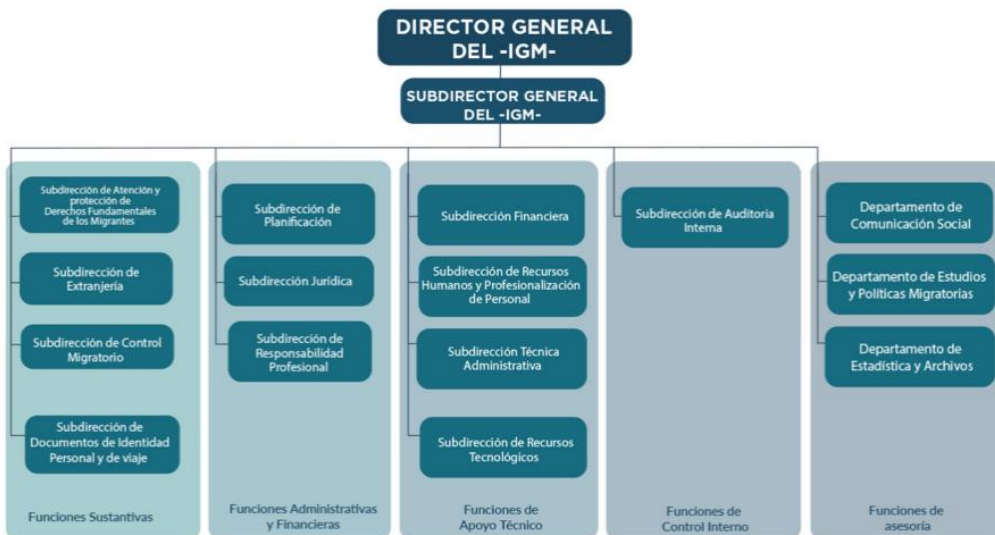 DIRECTOR GENERAL
DEL -IGM-
SUBDIRECTOR GENERAL
DEL -IGM-
Subdirección de Atención y
protección de
Derechos Fundamentales
de los Migrantes
Subdirección de
Extranjería
Subdirección de Control
Migratorio
Subdirección de
Documentos de Identidad
Personal y de viaje
Funciones Sustantivas
Subdirección de
Planificación
Subdirección Jurídica
Subdirección de
Responsabilidad
Profesional
Funciones Administrativas
y Financieras
Subdirección Financiera
Subdirección de Recursos
Humanos y Profesionalización
de Personal
Subdirección Técnica
Administrativa
Subdirección de Recursos
Tecnológicos
Funciones de
Apoyo Técnico
Subdirección de Auditoría
Interna
Funciones de
Control Interno
Departamento de
Comunicación Social
Departamento de Estudios
y Políticas Migratorias
Departamento de
Estadística y Archivos
Funciones de
asesoría